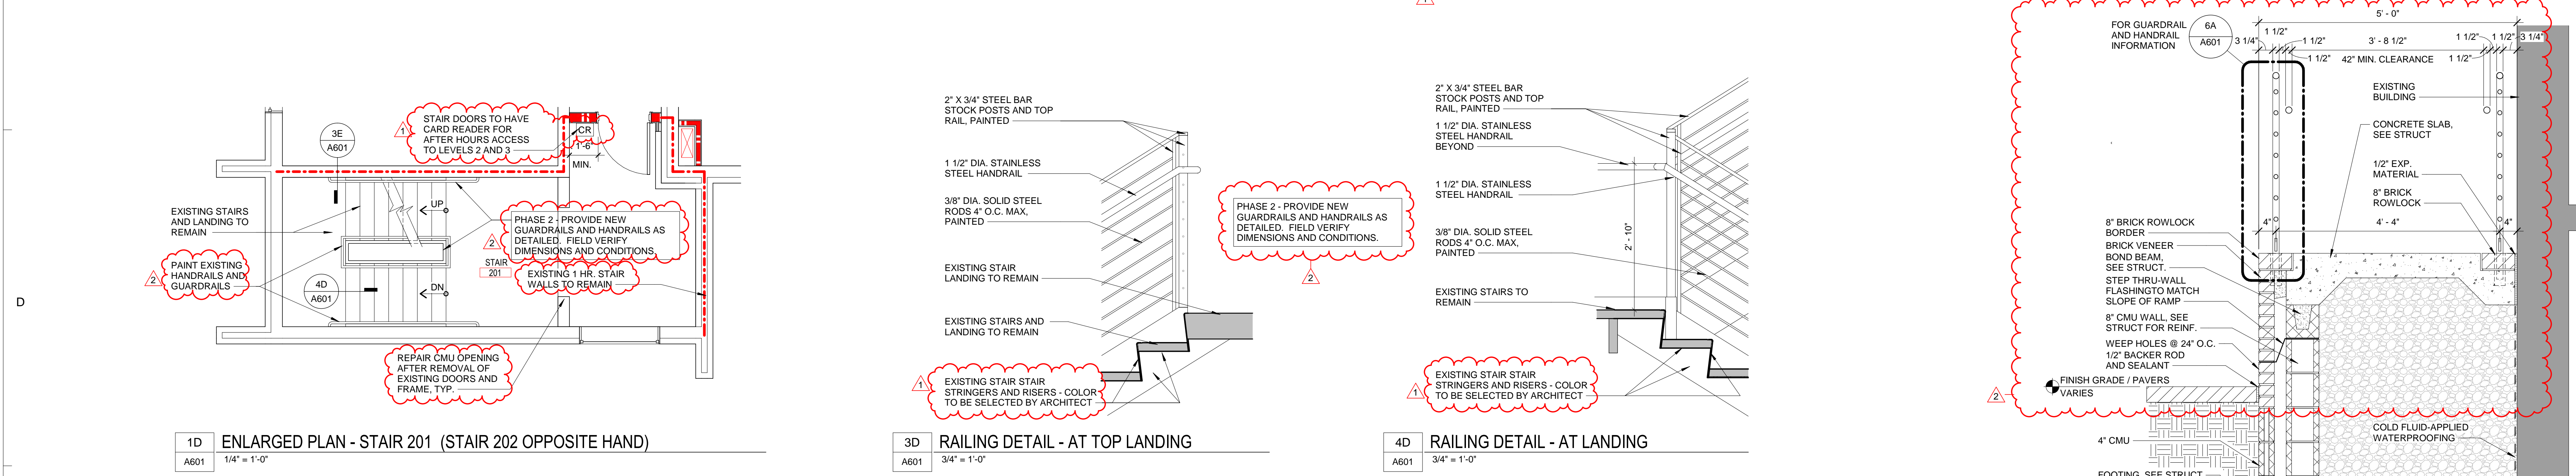 D
3E
A601
1
STAIR DOORS TO HAVE
CARD READER FOR
AFTER HOURS ACCESS
TO LEVELS 2 AND 3
CR
1'-6"
MIN.
EXISTING STAIRS
AND LANDING TO
REMAIN
UP
PHASE 2 - PROVIDE NEW
GUARDRAILS AND HANDRAILS AS
DETAILED. FIELD VERIFY
DIMENSIONS AND CONDITIONS.
2
STAIR
201
EXISTING 1 HR. STAIR
WALLS TO REMAIN
2
PAINT EXISTING
HANDRAILS AND
GUARDRAILS
4D
A601
DN
REPAIR CMU OPENING
AFTER REMOVAL OF
EXISTING DOORS AND
FRAME, TYP.
1D
A601
ENLARGED PLAN - STAIR 201 (STAIR 202 OPPOSITE HAND)
1/4" = 1'-0"
2" X 3/4" STEEL BAR
STOCK POSTS AND TOP
RAIL, PAINTED
1 1/2" DIA. STAINLESS
STEEL HANDRAIL
3/8" DIA. SOLID STEEL
RODS 4" O.C. MAX,
PAINTED
EXISTING STAIR
LANDING TO REMAIN
EXISTING STAIRS AND
LANDING TO REMAIN
1
EXISTING STAIR STAIR
STRINGERS AND RISERS - COLOR
TO BE SELECTED BY ARCHITECT
PHASE 2 - PROVIDE NEW
GUARDRAILS AND HANDRAILS AS
DETAILED. FIELD VERIFY
DIMENSIONS AND CONDITIONS.
2
3D
A601
RAILING DETAIL - AT TOP LANDING
3/4" = 1'-0"
2" X 3/4" STEEL BAR
STOCK POSTS AND TOP
RAIL, PAINTED
1 1/2" DIA. STAINLESS
STEEL HANDRAIL
BEYOND
1 1/2" DIA. STAINLESS
STEEL HANDRAIL
3/8" DIA. SOLID STEEL
RODS 4" O.C. MAX,
PAINTED
2' - 10"
EXISTING STAIRS TO
REMAIN
1
EXISTING STAIR STAIR
STRINGERS AND RISERS - COLOR
TO BE SELECTED BY ARCHITECT
4D
A601
RAILING DETAIL - AT LANDING
3/4" = 1'-0"
5' - 0"
FOR GUARDRAIL
AND HANDRAIL
INFORMATION
6A
A601
3 1/4"
1 1/2"
1 1/2"
1 1/2"
3' - 8 1/2"
42" MIN. CLEARANCE
1 1/2"
1 1/2"
1 1/2"
3 1/4"
EXISTING
BUILDING
CONCRETE SLAB,
SEE STRUCT
1/2" EXP.
MATERIAL
8" BRICK
ROWLOCK
4"
4' - 4"
4"
8" BRICK ROWLOCK
BORDER
BRICK VENEER
BOND BEAM,
SEE STRUCT.
STEP THRU-WALL
FLASHINGTO MATCH
SLOPE OF RAMP
8" CMU WALL, SEE
STRUCT FOR REINF.
WEEP HOLES @ 24" O.C.
1/2" BACKER ROD
AND SEALANT
FINISH GRADE / PAVERS
VARIES
2
4" CMU
COLD FLUID-APPLIED
WATERPROOFING
FOOTING, SEE STRUCT